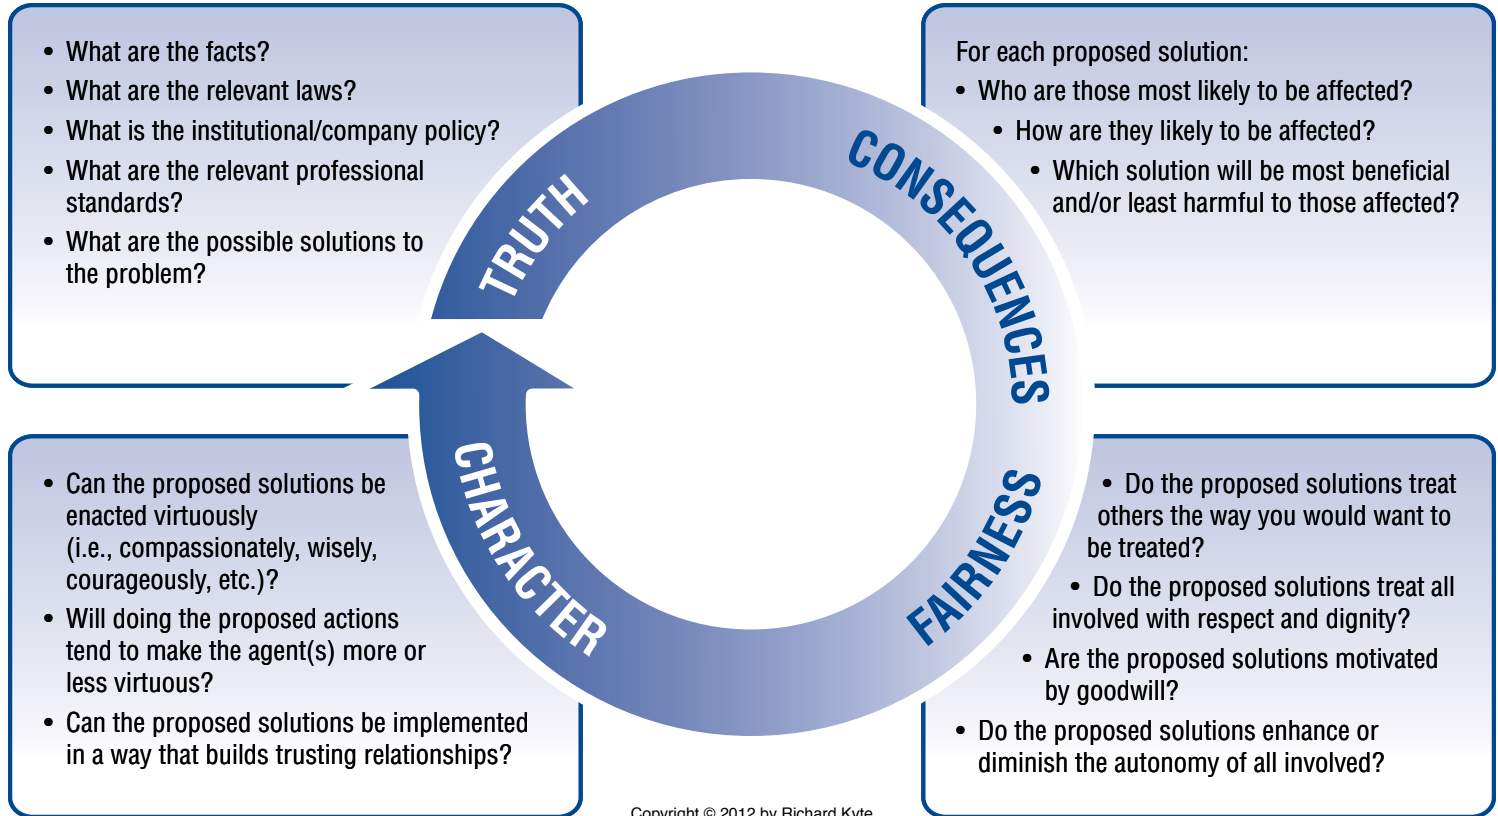 • What are the facts?
• What are the relevant laws?
• What is the institutional/company policy?
• What are the relevant professional
standards?
• What are the possible solutions to
the problem?
TRUTH
CONSEQUENCES
For each proposed solution:
• Who are those most likely to be affected?
• How are they likely to be affected?
• Which solution will be most beneficial
and/or least harmful to those affected?
FAIRNESS
• Do the proposed solutions treat
others the way you would want to
be treated?
• Do the proposed solutions treat all
involved with respect and dignity?
• Are the proposed solutions motivated
by goodwill?
• Do the proposed solutions enhance or
diminish the autonomy of all involved?
CHARACTER
• Can the proposed solutions be
enacted virtuously
(i.e., compassionately, wisely,
courageously, etc.)?
• Will doing the proposed actions
tend to make the agent(s) more or
less virtuous?
• Can the proposed solutions be implemented
in a way that builds trusting relationships?
Copyright © 2012 by Richard Kyte